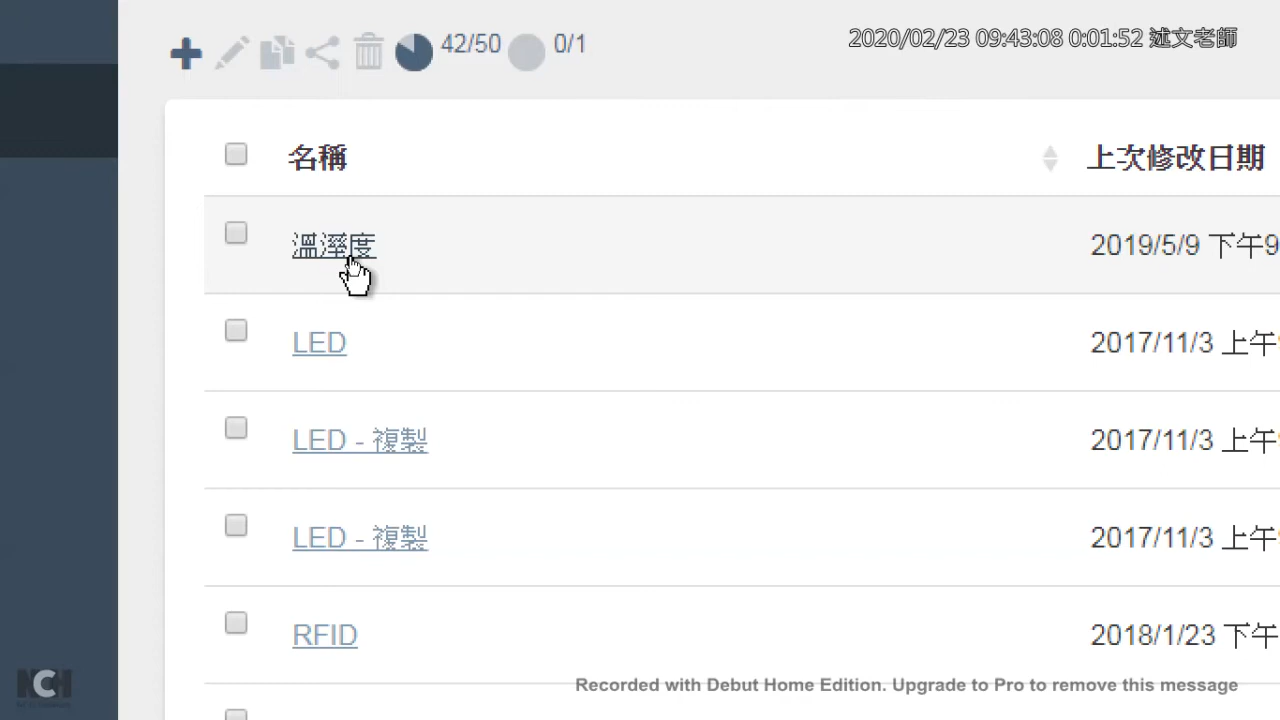 42/50 0/1
2020/02/23 09:43:08 0:01:52 述文老師
名稱 上次修改日期
溫溼度 2019/5/9 下午9
LED 2017/11/3 上午
LED - 複製 2017/11/3 上午
LED - 複製 2017/11/3 上午
RFID 2018/1/23 下午
NCH
Recorded with Debut Home Edition. Upgrade to Pro to remove this message